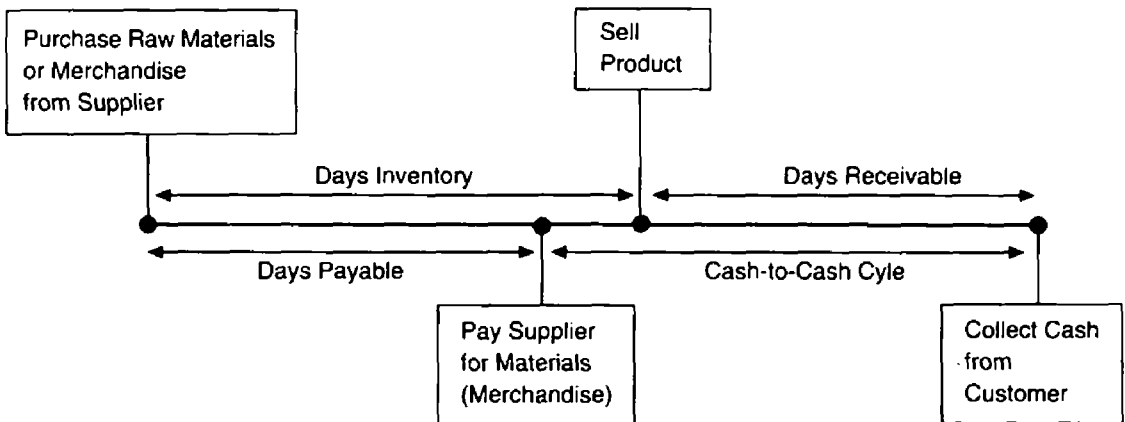 Purchase Raw Materials
or Merchandise
from Supplier
Sell
Product
Days Inventory
Days Receivable
Days Payable
Cash-to-Cash Cyle
Pay Supplier
for Materials
(Merchandise)
Collect Cash
from
Customer